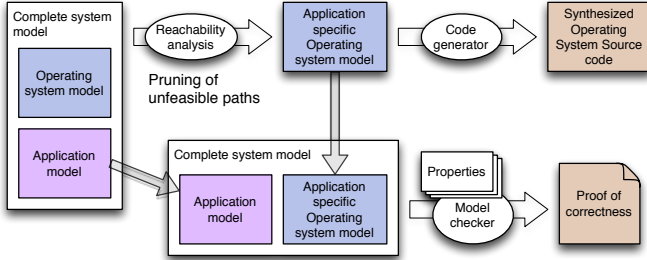 Complete system
model
Operating
system model
Application
model
Reachability
analysis
Pruning of
unfeasible paths
Application
specific
Operating
system model
Code
generator
Synthesized
Operating
System Source
code
Complete system model
Application
model
Application
specific
Operating
system model
Properties
Model
checker
Proof of
correctness